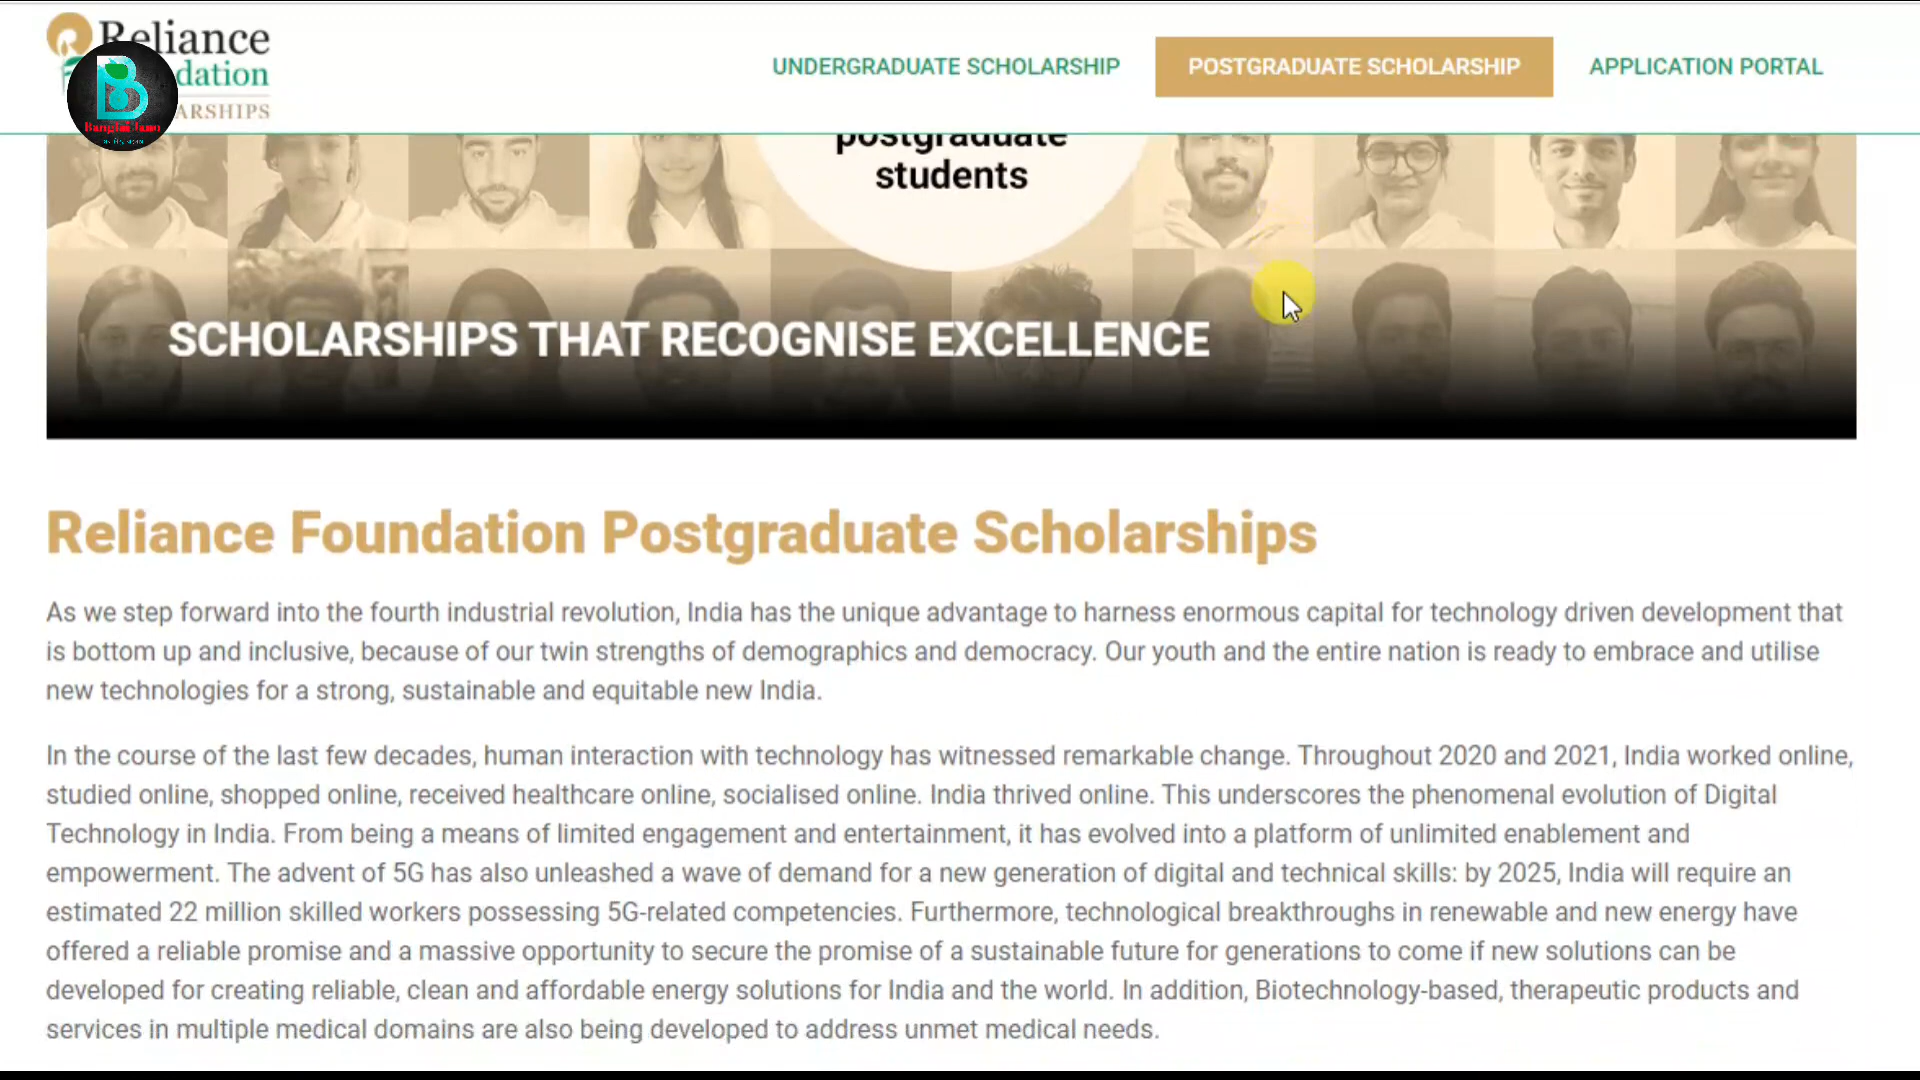 Reliance
dation
ARSHIPS
UNDERGRADUATE SCHOLARSHIP
POSTGRADUATE SCHOLARSHIP
APPLICATION PORTAL
postgraduate
students
SCHOLARSHIPS THAT RECOGNISE EXCELLENCE
Reliance Foundation Postgraduate Scholarships
As we step forward into the fourth industrial revolution, India has the unique advantage to harness enormous capital for technology driven development that
is bottom up and inclusive, because of our twin strengths of demographics and democracy. Our youth and the entire nation is ready to embrace and utilise
new technologies for a strong, sustainable and equitable new India.
In the course of the last few decades, human interaction with technology has witnessed remarkable change. Throughout 2020 and 2021, India worked online,
studied online, shopped online, received healthcare online, socialised online. India thrived online. This underscores the phenomenal evolution of Digital
Technology in India. From being a means of limited engagement and entertainment, it has evolved into a platform of unlimited enablement and
empowerment. The advent of 5G has also unleashed a wave of demand for a new generation of digital and technical skills: by 2025, India will require an
estimated 22 million skilled workers possessing 5G-related competencies. Furthermore, technological breakthroughs in renewable and new energy have
offered a reliable promise and a massive opportunity to secure the promise of a sustainable future for generations to come if new solutions can be
developed for creating reliable, clean and affordable energy solutions for India and the world. In addition, Biotechnology-based, therapeutic products and
services in multiple medical domains are also being developed to address unmet medical needs.